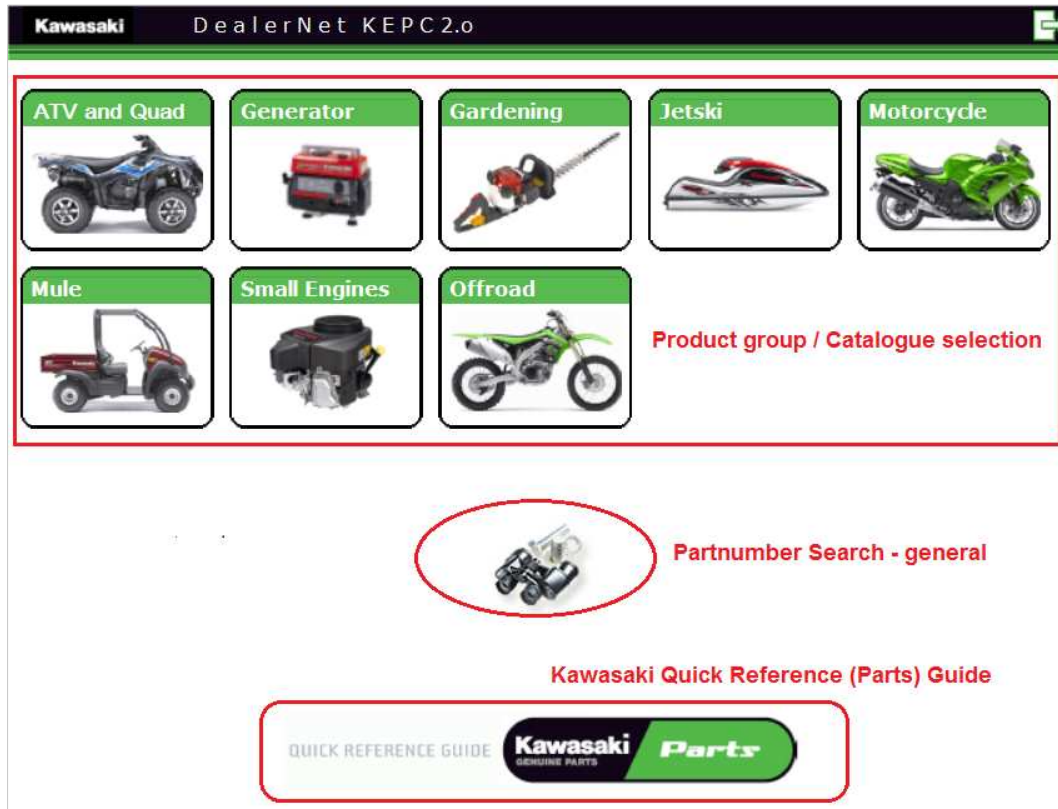 Kawasaki DealerNet KEPC2.o
ATV and Quad Generator Gardening Jetski Motorcycle
Mule Small Engines Offroad
Product group / Catalogue selection
Partnumber Search - general
Kawasaki Quick Reference (Parts) Guide
QUICK REFERENCE GUIDE Kawasaki Parts
GENUINE PARTS